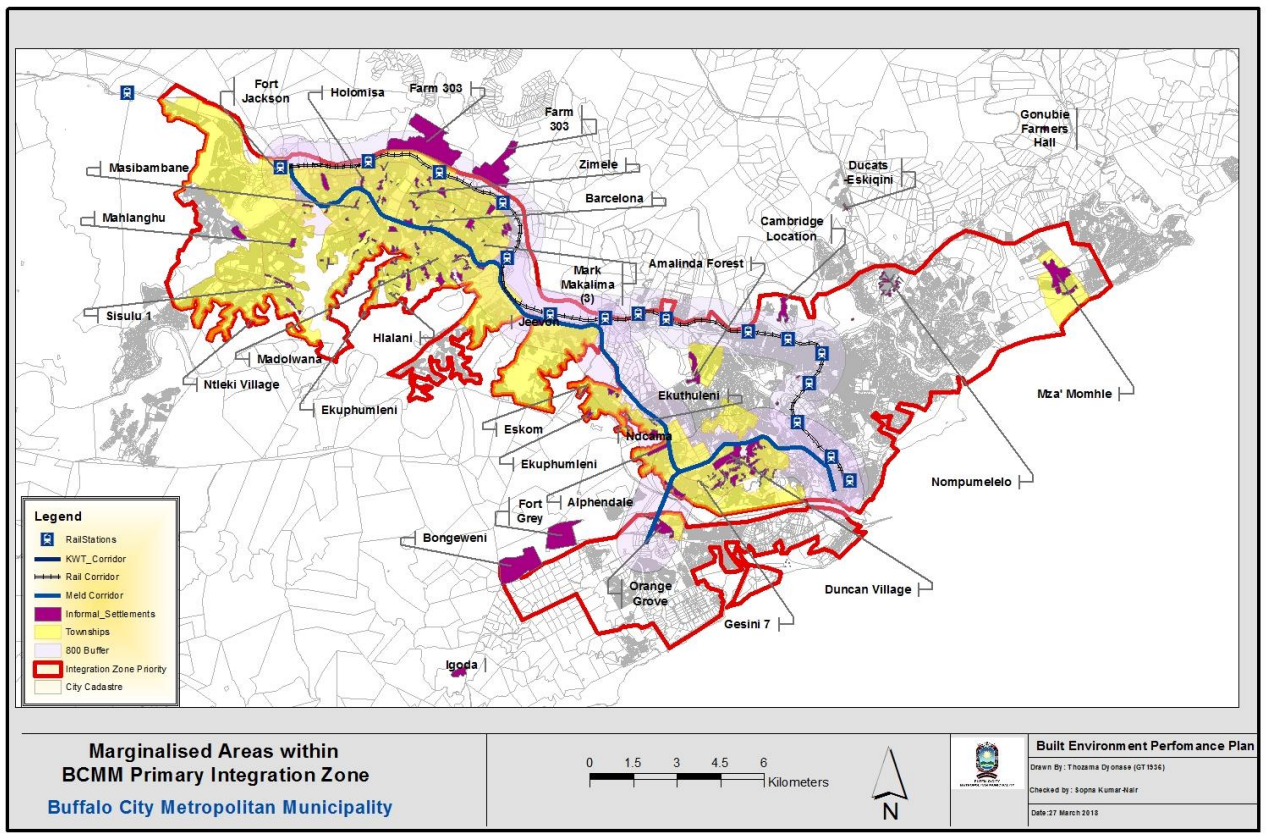 Fort
Jackson
Holomisa
Farm 303
Farm
303
Gonubie
Farmers
Hall
Masibambane
Zimele
Ducats
-Eskiqini
Barcelona
Mahlanghu
Cambridge
Location
Mark
Makalima
(3)
Amalinda Forest
Sisulu 1
Jeevon
Hlalani
Madolwana
Ntleki Village
Ekuphumleni
Ekuthuleni
Mza' Momhle
Eskom
Ndcama
Ekuphumleni
Nompumelelo
Fort
Grey
Alphendale
Bongeweni
Orange
Grove
Duncan Village
Gesini 7
Igoda
Legend
RailStations
KWT_Corridor
Rail Corridor
Meld Corridor
Informal_Settlements
Townships
800 Buffer
Integration Zone Priority
City Cadastre
Marginalised Areas within
BCMM Primary Integration Zone
Buffalo City Metropolitan Municipality
0 1.5 3 4.5 6
Kilometers
N
BUFFALO CITY
METROPOLITAN MUNICIPALITY
Built Environment Perfomance Plan
Drawn By: Thozama Dyonase (GT1936)
Checked by: Sopna Kumar-Nair
Date:27 March 2018